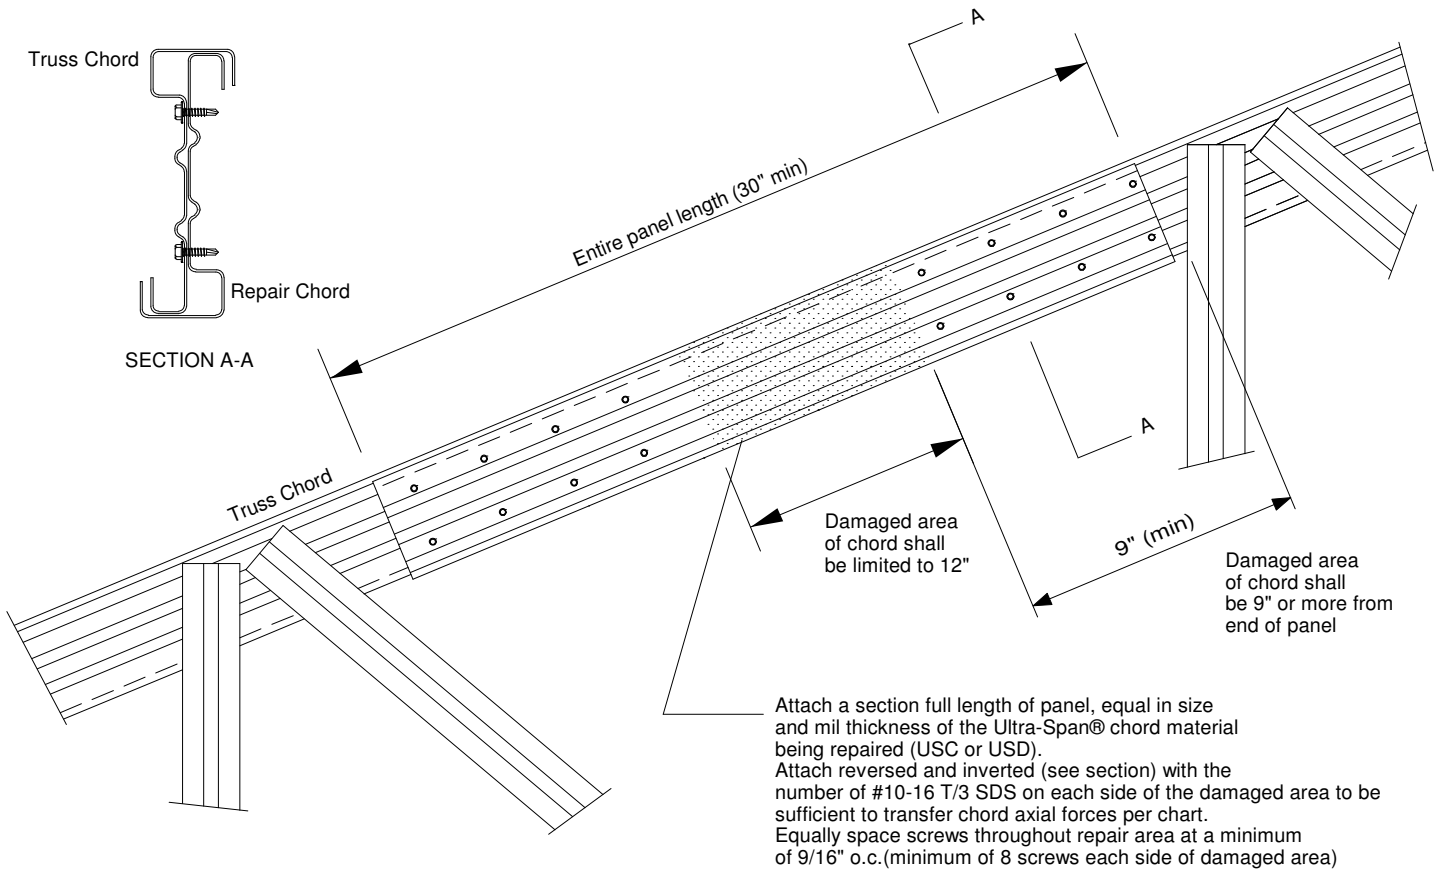 Truss Chord
Repair Chord
SECTION A-A
A
Entire panel length (30" min)
Truss Chord
A
Damaged area
of chord shall
be limited to 12"
9" (min)
Damaged area
of chord shall
be 9" or more from
end of panel
Attach a section full length of panel, equal in size
and mil thickness of the Ultra-Span® chord material
being repaired (USC or USD).
Attach reversed and inverted (see section) with the
number of #10-16 T/3 SDS on each side of the damaged area to be
sufficient to transfer chord axial forces per chart.
Equally space screws throughout repair area at a minimum
of 9/16" o.c.(minimum of 8 screws each side of damaged area)